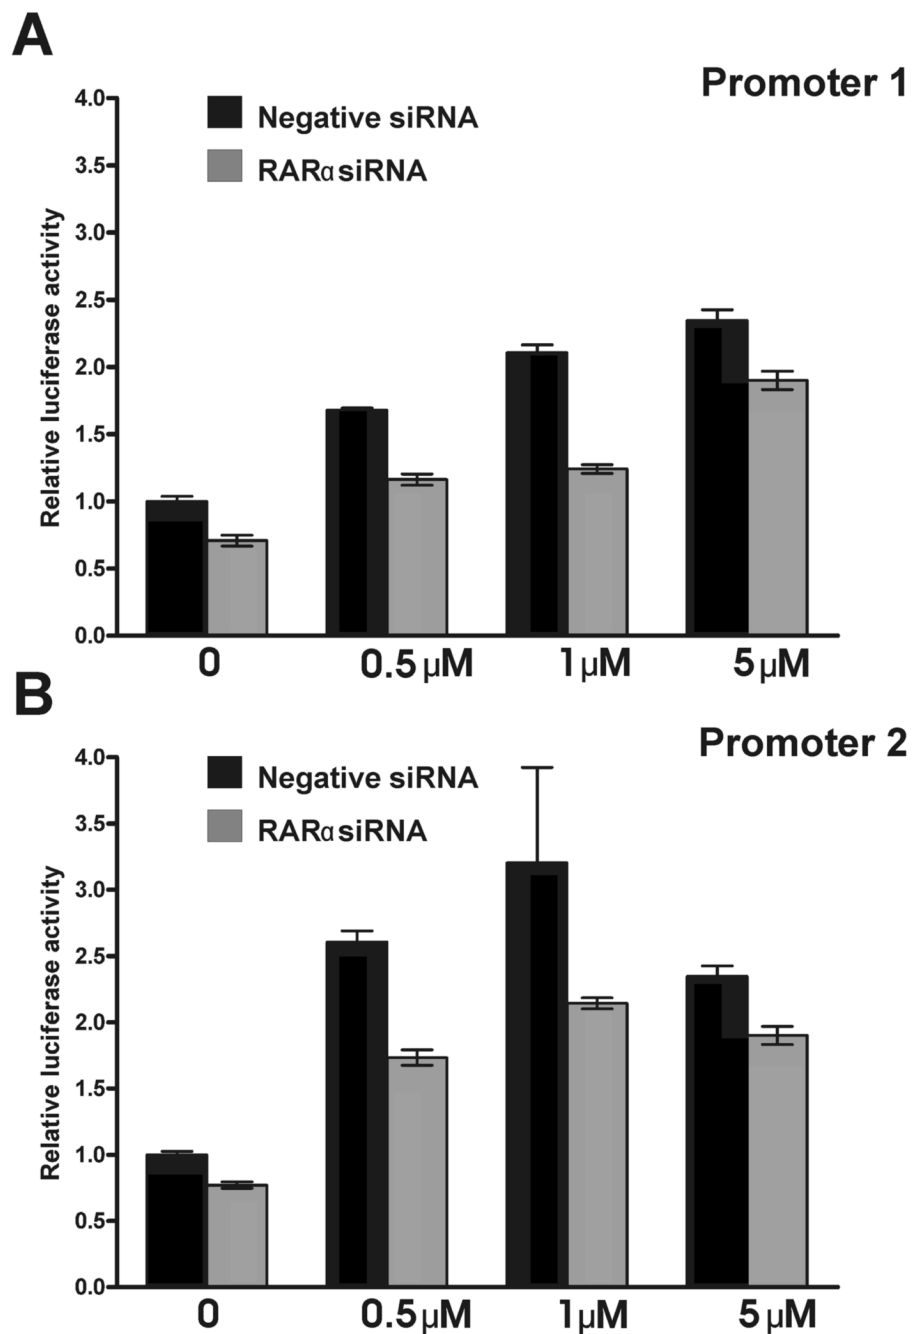 A
Promoter 1
Negative siRNA
RARα siRNA
Relative luciferase activity
4.0
3.5
3.0
2.5
2.0
1.5
1.0
0.5
0.0
0 0.5 μM 1 μM 5 μM
B
Promoter 2
Negative siRNA
RARα siRNA
Relative luciferase activity
4.0
3.5
3.0
2.5
2.0
1.5
1.0
0.5
0.0
0 0.5 μM 1 μM 5 μM